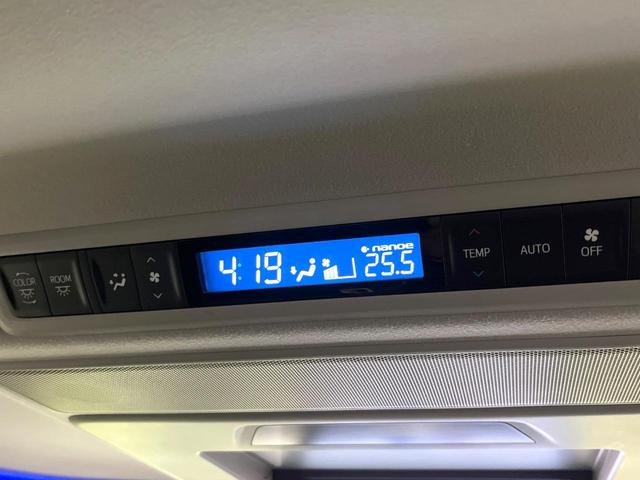 COLOR
ROOM
4:19
nanoe
25.5
TEMP
AUTO
OFF